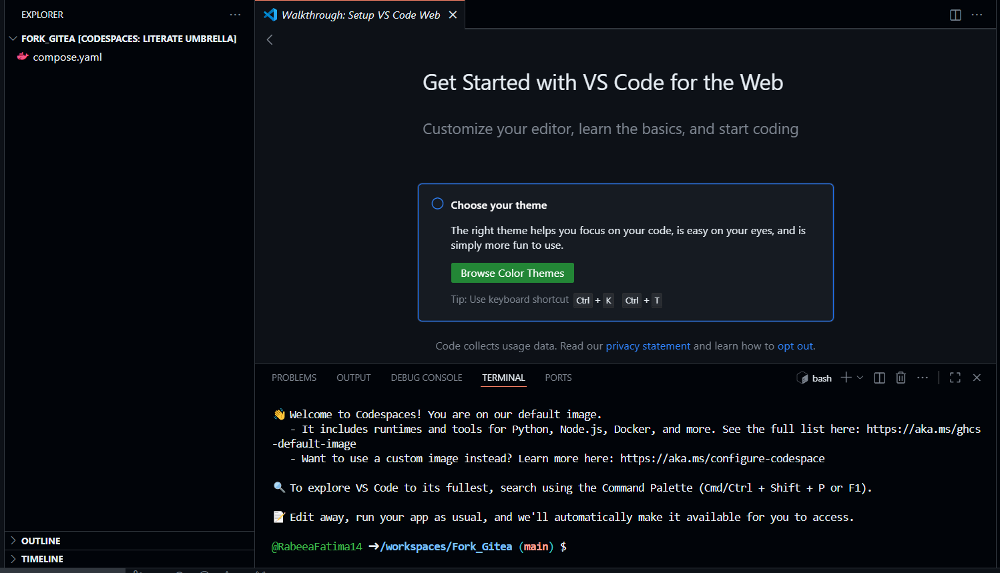 EXPLORER
FORK_GITEA [CODESPACES: LITERATE UMBRELLA]
compose.yaml
OUTLINE
TIMELINE
Walkthrough: Setup VS Code Web
Get Started with VS Code for the Web
Customize your editor, learn the basics, and start coding
Choose your theme
The right theme helps you focus on your code, is easy on your eyes, and is
simply more fun to use.
Browse Color Themes
Tip: Use keyboard shortcut Ctrl + K Ctrl + T
Code collects usage data. Read our privacy statement and learn how to opt out.
PROBLEMS OUTPUT DEBUG CONSOLE TERMINAL PORTS bash
👋 Welcome to Codespaces! You are on our default image.
- It includes runtimes and tools for Python, Node.js, Docker, and more. See the full list here: https://aka.ms/ghcs
-default-image
- Want to use a custom image instead? Learn more here: https://aka.ms/configure-codespace
🔍 To explore VS Code to its fullest, search using the Command Palette (Cmd/Ctrl + Shift + P or F1).
📝 Edit away, run your app as usual, and we'll automatically make it available for you to access.
@RabeeaFatima14 ➜/workspaces/Fork_Gitea (main) $